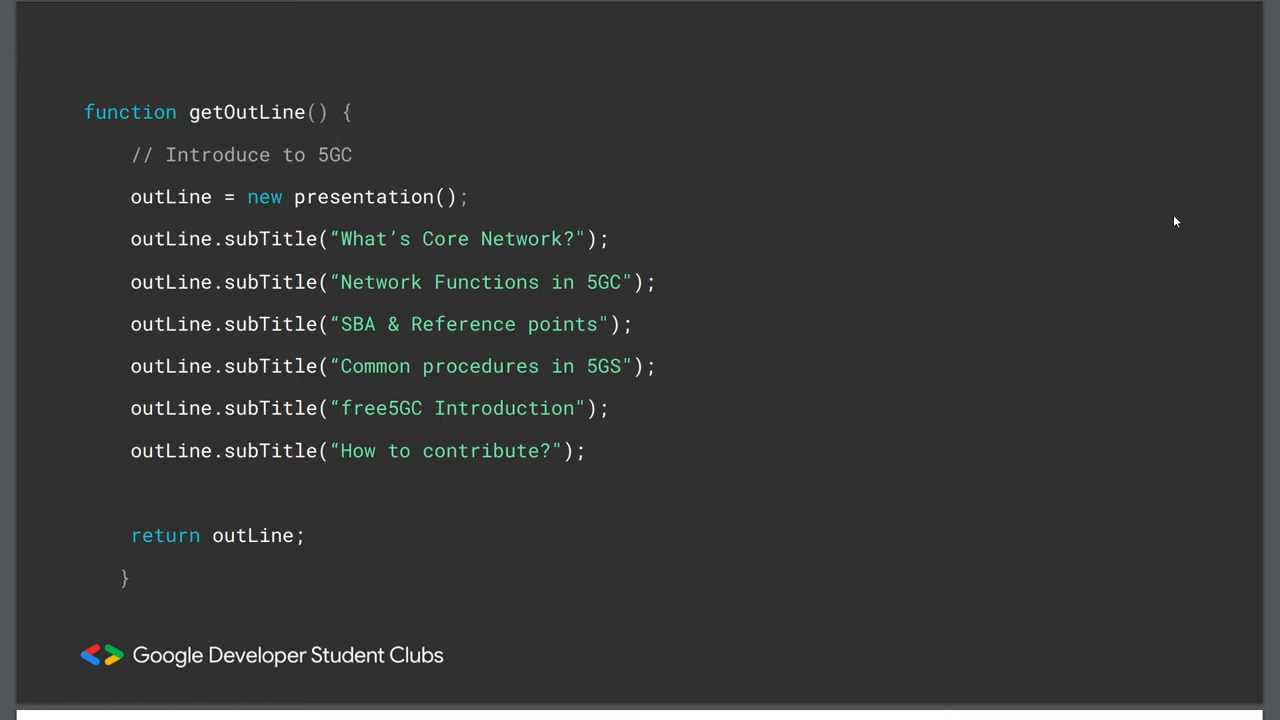 function getOutLine() {
// Introduce to 5GC
outLine = new presentation();
outLine.subTitle(“What’s Core Network?");
outLine.subTitle(“Network Functions in 5GC");
outLine.subTitle(“SBA & Reference points");
outLine.subTitle(“Common procedures in 5GS");
outLine.subTitle(“free5GC Introduction");
outLine.subTitle(“How to contribute?");
return outLine;
}
Google Developer Student Clubs